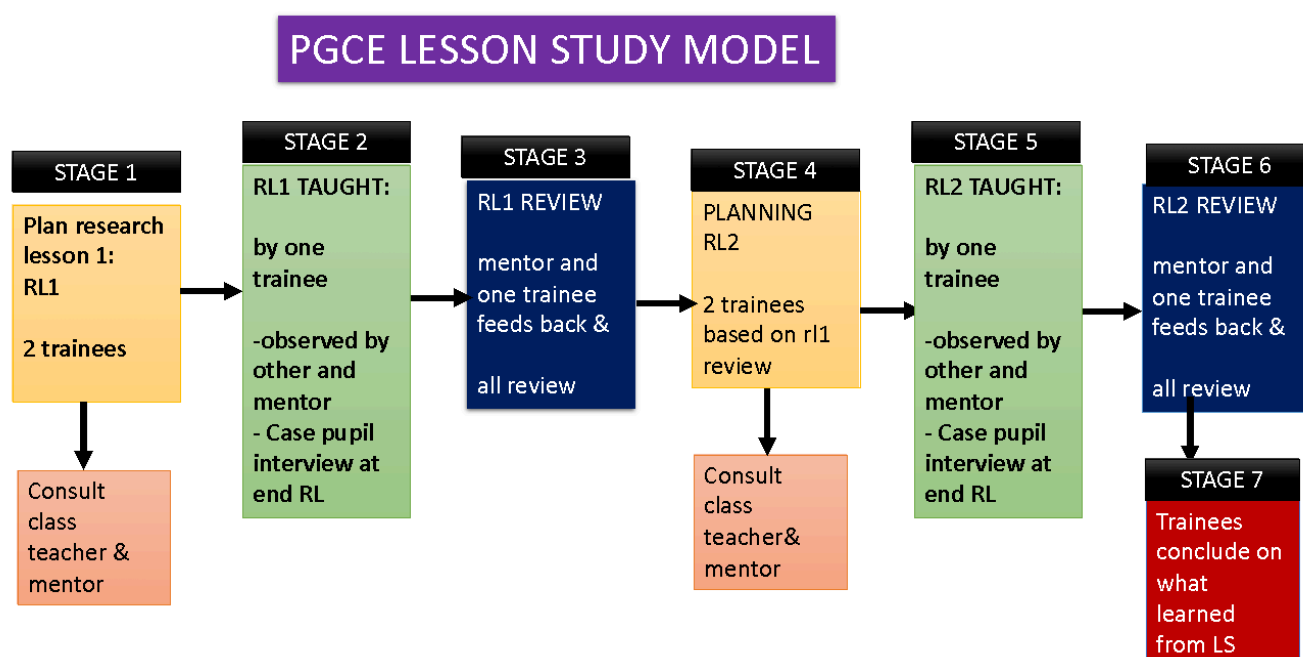 PGCE LESSON STUDY MODEL
STAGE 1
Plan research
lesson 1:
RL1
2 trainees
Consult
class
teacher &
mentor
STAGE 2
RL1 TAUGHT:
by one
trainee
-observed by
other and
mentor
- Case pupil
interview at
end RL
STAGE 3
RL1 REVIEW
mentor and
one trainee
feeds back &
all review
STAGE 4
PLANNING
RL2
2 trainees
based on rl1
review
Consult
class
teacher&
mentor
STAGE 5
RL2 TAUGHT:
by one
trainee
-observed by
other and
mentor
- Case pupil
interview at
end RL
STAGE 6
RL2 REVIEW
mentor and
one trainee
feeds back &
all review
STAGE 7
Trainees
conclude on
what
learned
from LS